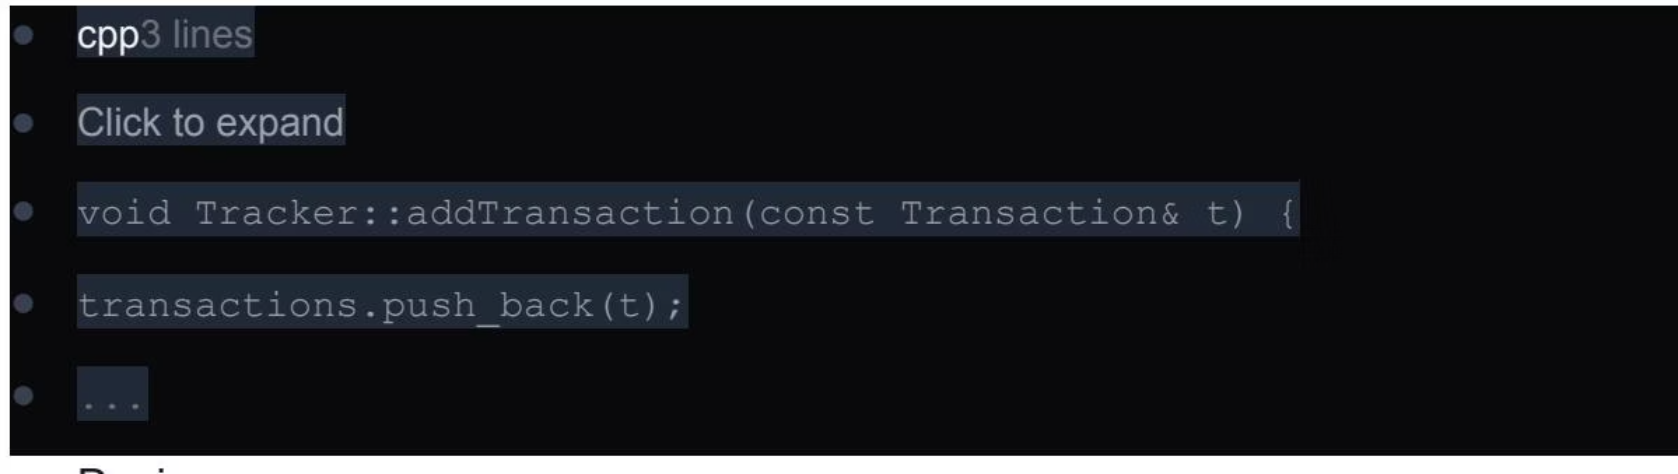 cpp3 lines
Click to expand
void Tracker::addTransaction(const Transaction& t) {
transactions.push_back(t);
...